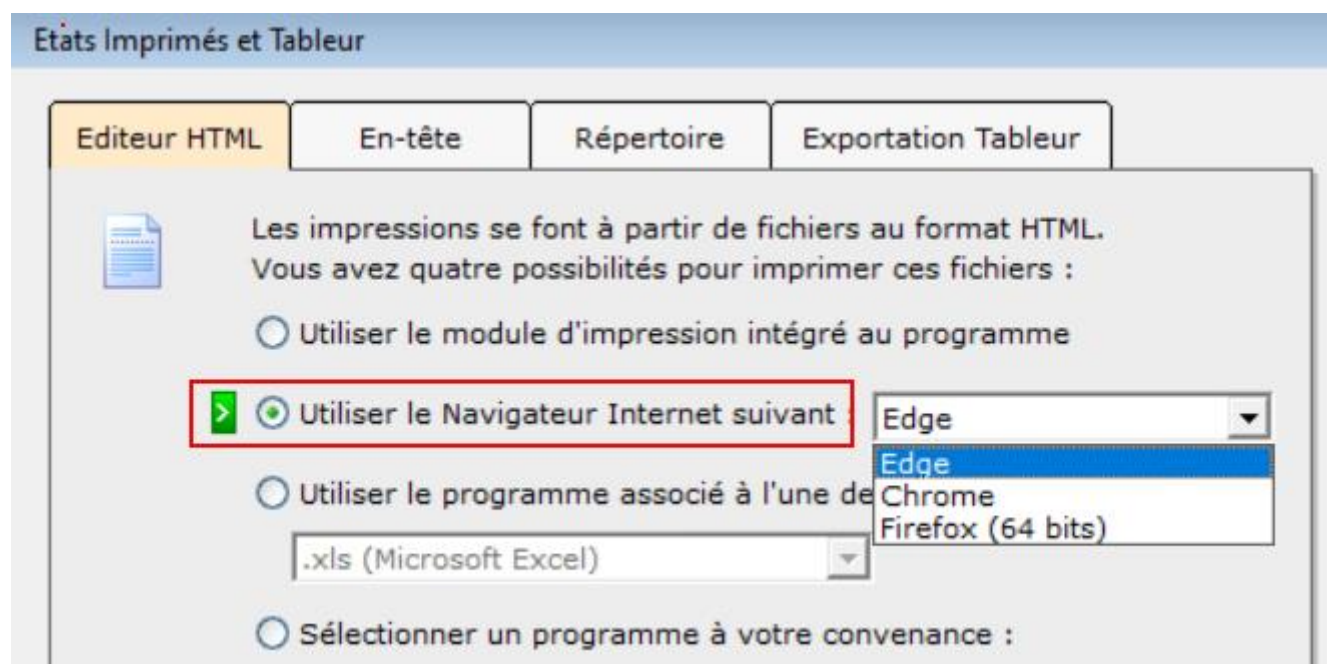 Etats Imprimés et Tableur
Editeur HTML En-tête Répertoire Exportation Tableur
Les impressions se font à partir de fichiers au format HTML.
Vous avez quatre possibilités pour imprimer ces fichiers :
Utiliser le module d'impression intégré au programme
> Utiliser le Navigateur Internet suivant : Edge
Edge
Utiliser le programme associé à l'une de Chrome
Firefox (64 bits)
.xls (Microsoft Excel)
Sélectionner un programme à votre convenance :